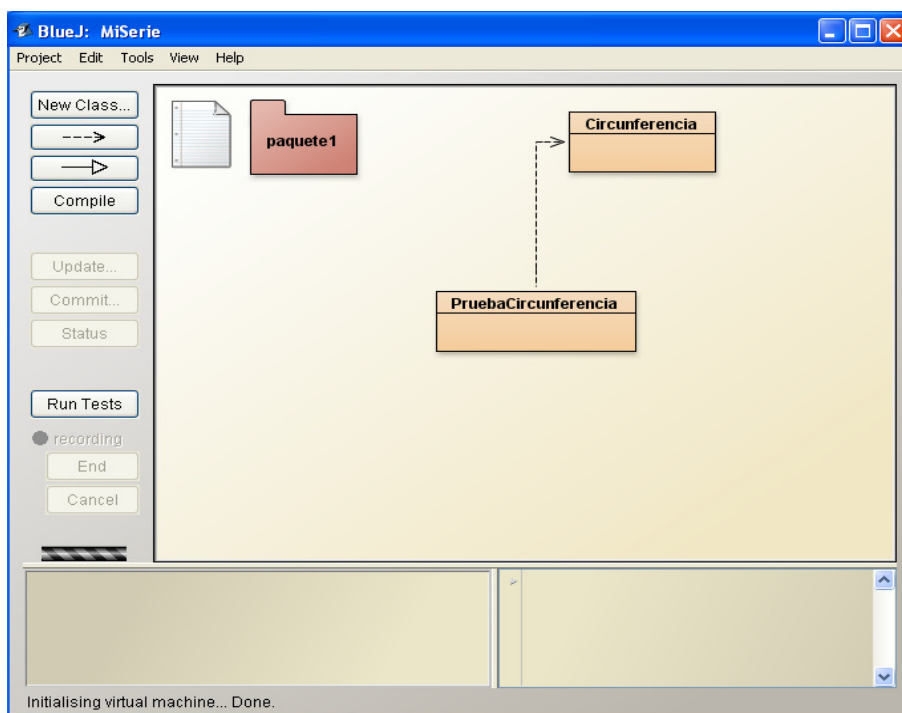 BlueJ: MiSerie
Project Edit Tools View Help
New Class...
Compile
Update...
Commit...
Status
Run Tests
recording
End
Cancel
paquete1
Circunferencia
PruebaCircunferencia
Initialising virtual machine... Done.